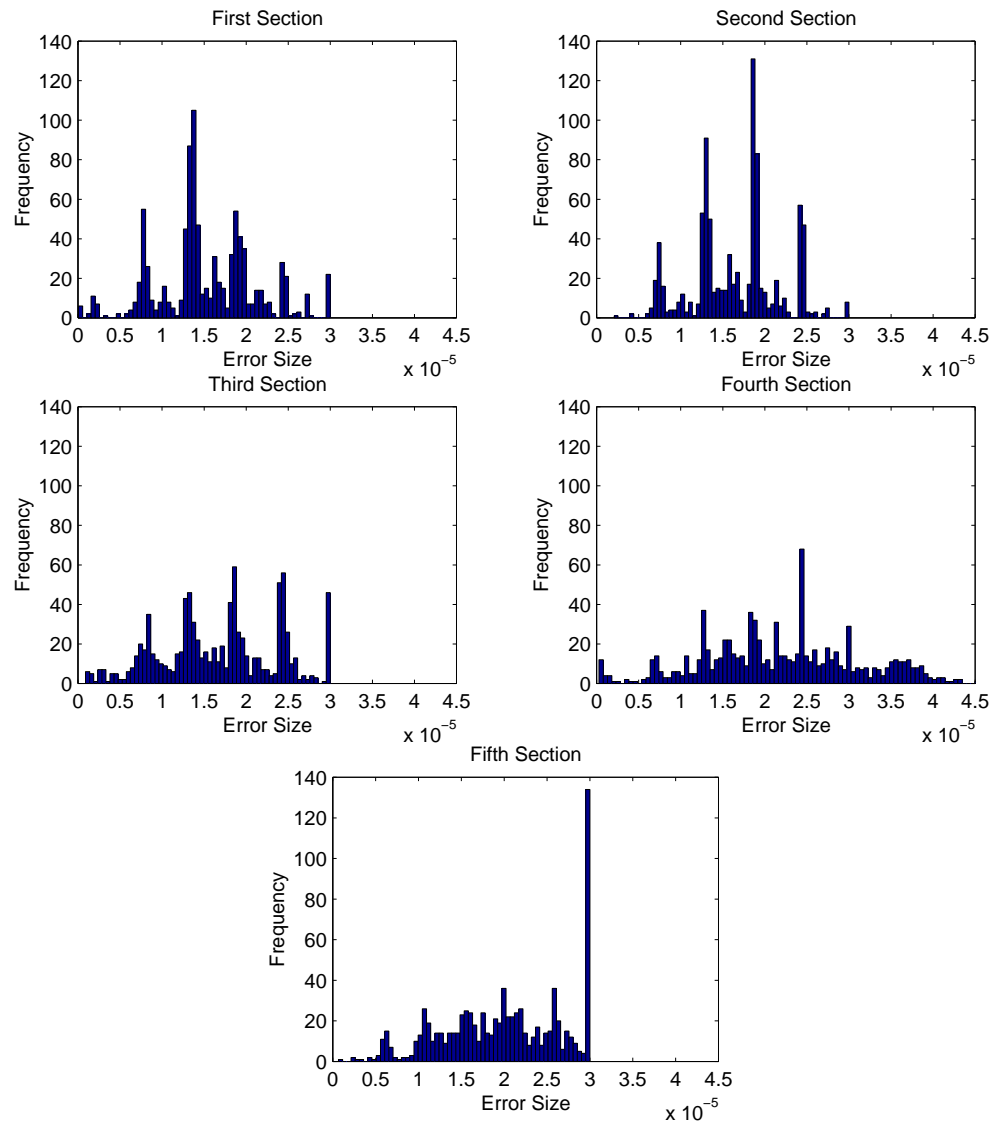 First Section
140
120
100
80
60
40
20
0
Frequency
0 0.5 1 1.5 2 2.5 3 3.5 4 4.5
Error Size
x 10⁻⁵
Second Section
140
120
100
80
60
40
20
0
Frequency
0 0.5 1 1.5 2 2.5 3 3.5 4 4.5
Error Size
x 10⁻⁵
Third Section
140
120
100
80
60
40
20
0
Frequency
0 0.5 1 1.5 2 2.5 3 3.5 4 4.5
Error Size
x 10⁻⁵
Fourth Section
140
120
100
80
60
40
20
0
Frequency
0 0.5 1 1.5 2 2.5 3 3.5 4 4.5
Error Size
x 10⁻⁵
Fifth Section
140
120
100
80
60
40
20
0
Frequency
0 0.5 1 1.5 2 2.5 3 3.5 4 4.5
Error Size
x 10⁻⁵